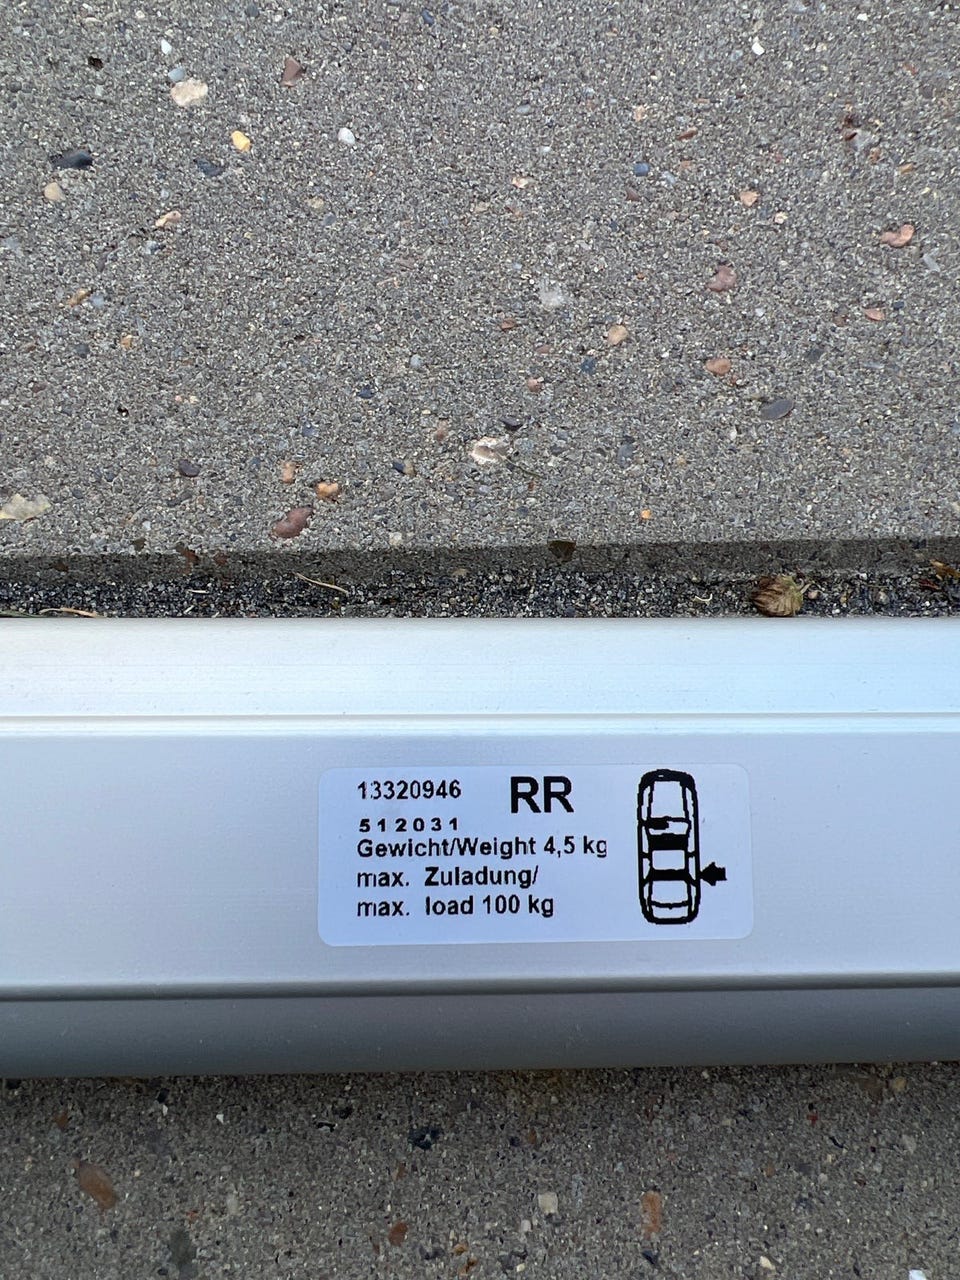 13320946 RR
512031
Gewicht/Weight 4,5 kg
max. Zuladung/
max. load 100 kg